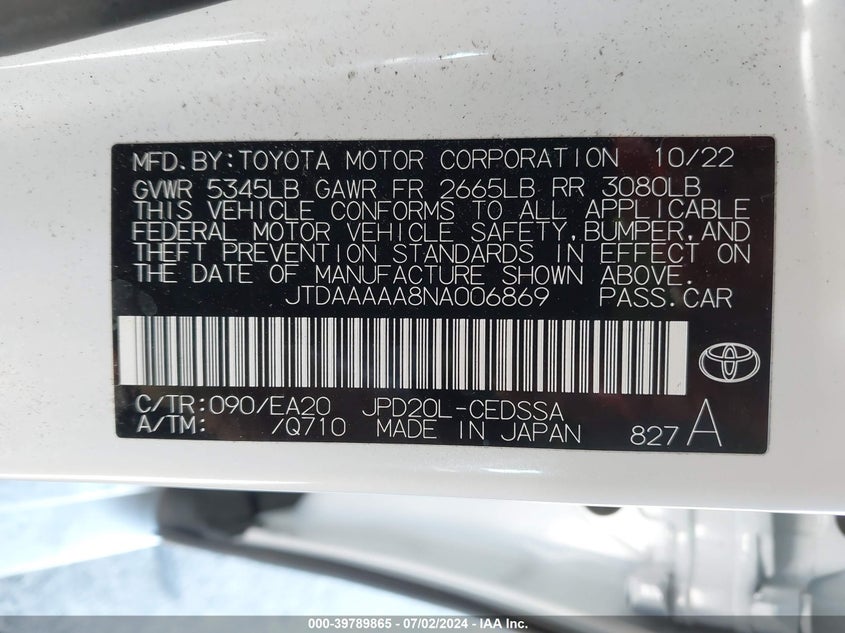 MFD.BY:TOYOTA MOTOR CORPORATION 10/22
GVWR 5345LB GAWR FR 2665LB RR 3080LB
THIS VEHICLE CONFORMS TO ALL APPLICABLE
FEDERAL MOTOR VEHICLE SAFETY,BUMPER,AND
THEFT PREVENTION STANDARDS IN EFFECT ON
THE DATE OF MANUFACTURE SHOWN ABOVE.
JTDAAAAA8NA006869 PASS.CAR
C/TR:090/EA20 JPD20L-CEDSSA
A/TM: /Q710 MADE IN JAPAN 827 A
000-39789865 - 07/02/2024 - IAA Inc.